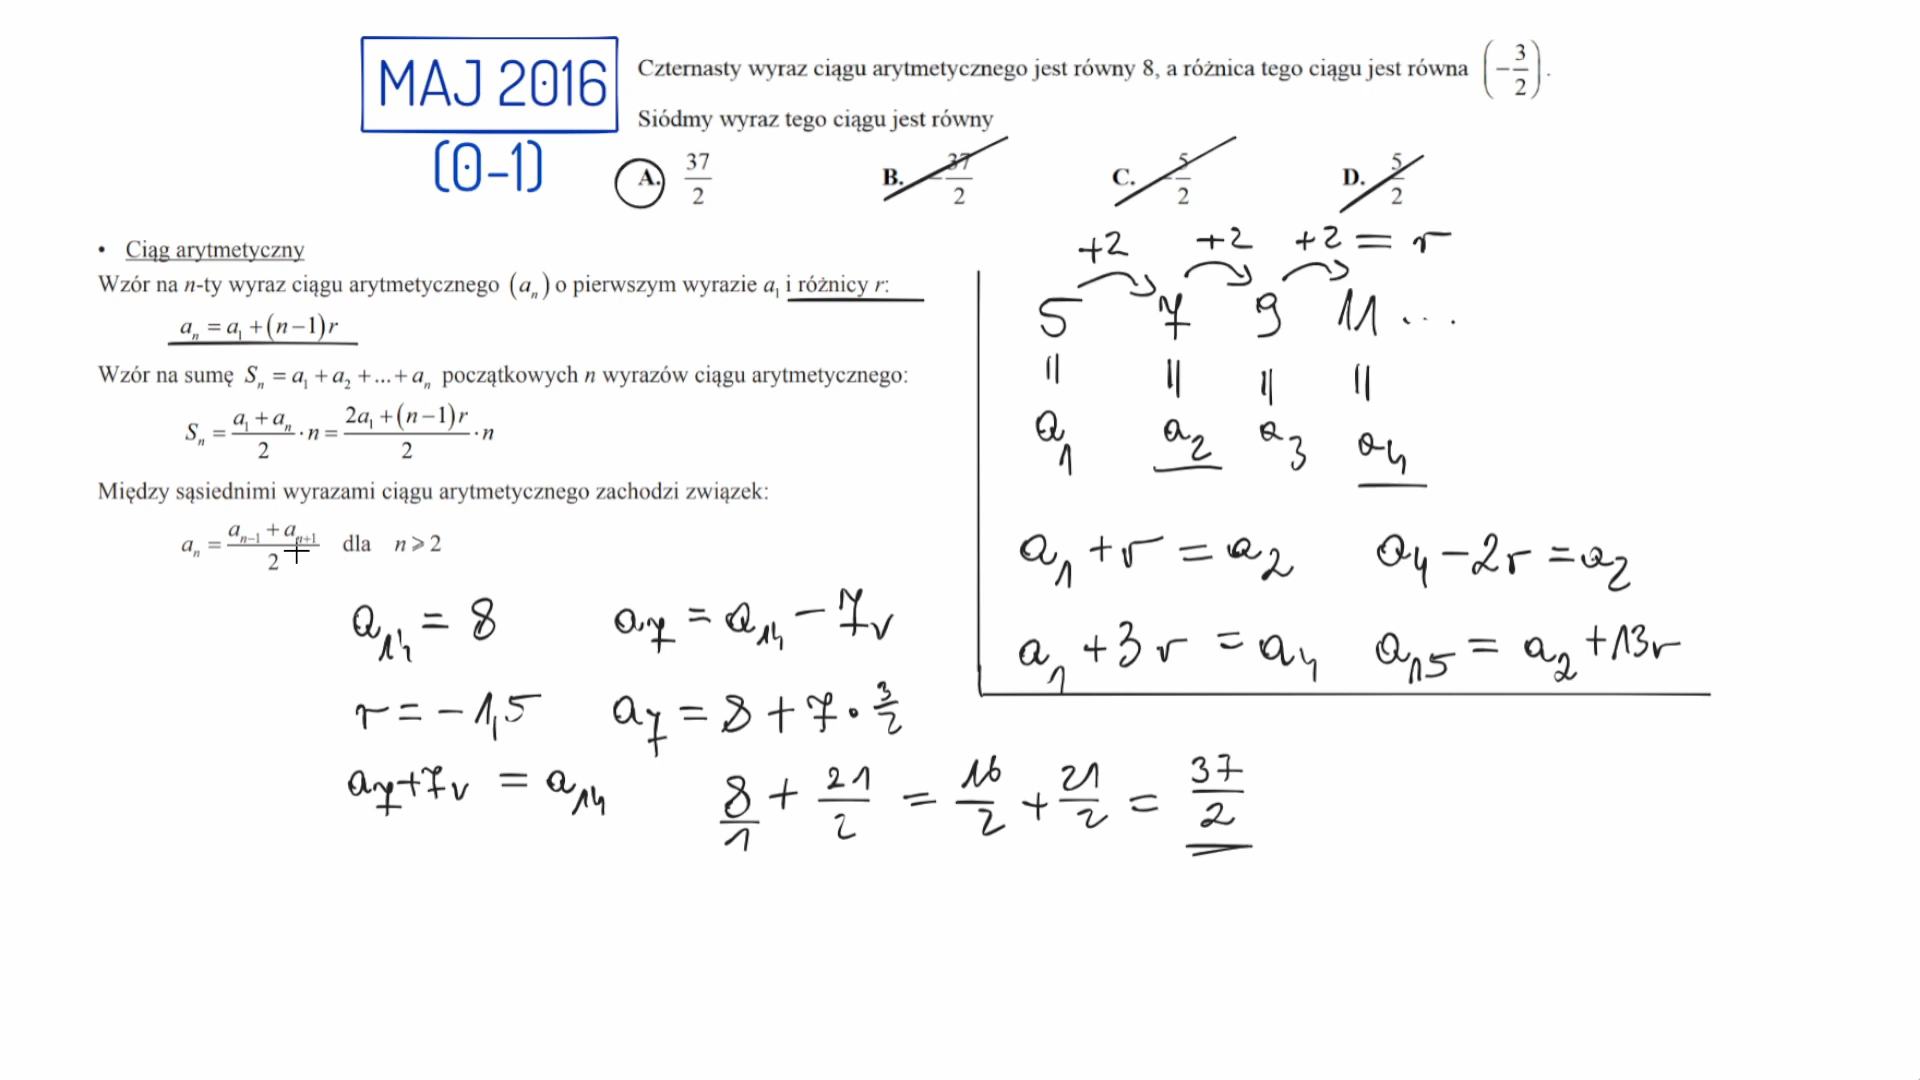 MAJ 2016
(0-1)
Czternasty wyraz ciągu arytmetycznego jest równy 8, a różnica tego ciągu jest równa (-3/2).
Siódmy wyraz tego ciągu jest równy
A. 37/2 B. -37/2 C. -5/2 D. 5/2
• Ciąg arytmetyczny
Wzór na n-ty wyraz ciągu arytmetycznego (aₙ) o pierwszym wyrazie a₁ i różnicy r:
aₙ = a₁ + (n−1)r
Wzór na sumę Sₙ = a₁ + a₂ + ... + aₙ początkowych n wyrazów ciągu arytmetycznego:
Sₙ = (a₁ + aₙ)/2 · n = (2a₁ + (n−1)r)/2 · n
Między sąsiednimi wyrazami ciągu arytmetycznego zachodzi związek:
aₙ = (aₙ₋₁ + aₙ₊₁)/2 dla n ⩾ 2
+2 +2 +2 = r
5 7 9 11 ...
|| || || ||
a₁ a₂ a₃ a₄
a₁ + r = a₂ a₄ − 2r = a₂
a₁ + 3r = a₄ a₁₅ = a₂ + 13r
a₁₄ = 8 a₇ = a₁₄ − 7r
r = −1,5 a₇ = 8 + 7 · 3/2
a₇ + 7r = a₁₄ 8/1 + 21/2 = 16/2 + 21/2 = 37/2